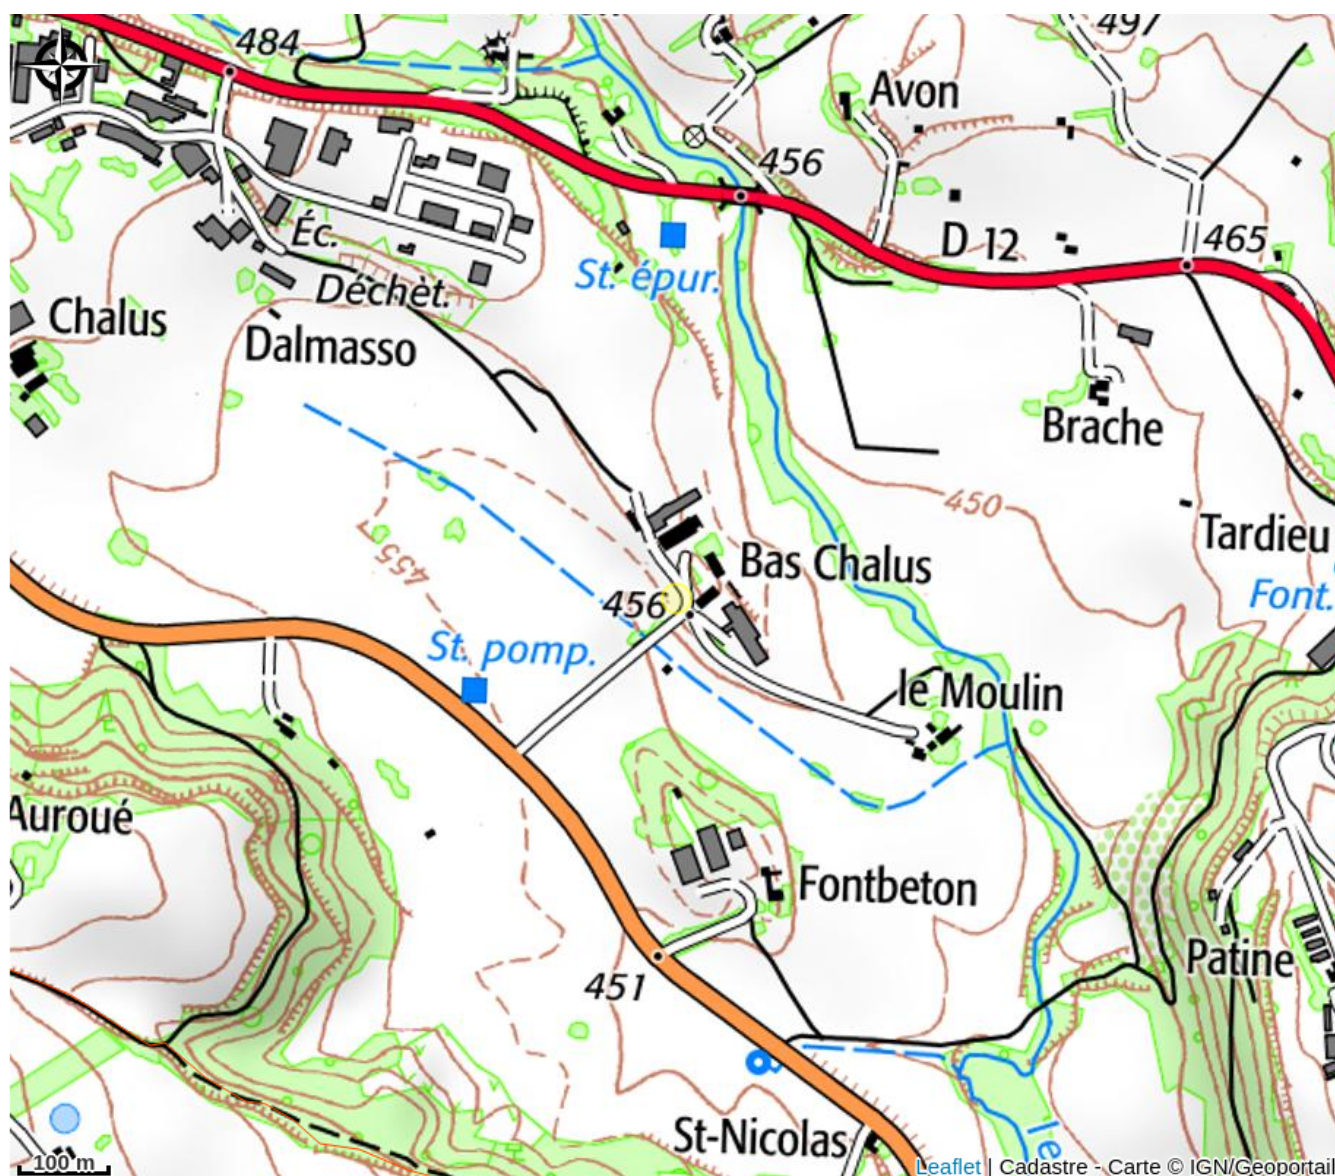 484
497
Avon
456
Éc.
D 12
465
St. épur.
Déchèt.
Chalus
Dalmasso
Brache
450
Tardieu
455
Bas Chalus
456
Font.
St. pomp.
le Moulin
Auroué
Fontbeton
Patine
451
St-Nicolas
le
100 m
Leaflet | Cadastre - Carte © IGN/Geoportail